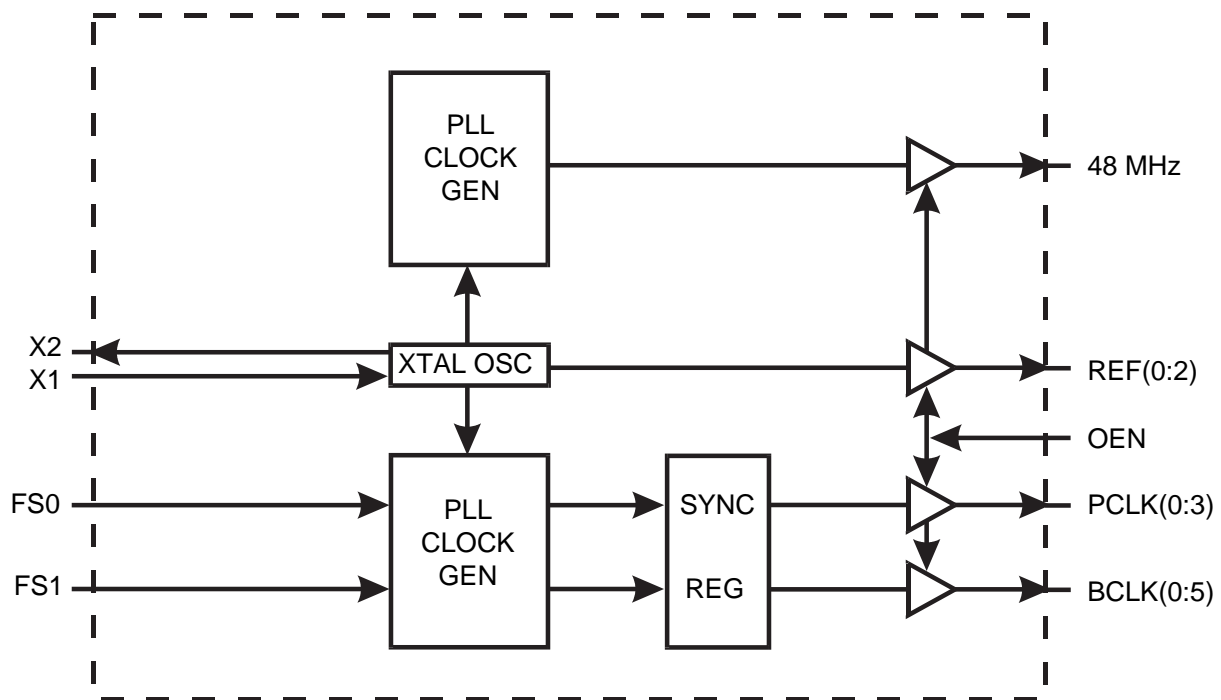 PLL
CLOCK
GEN
48 MHz
X2
X1
XTAL OSC
REF(0:2)
OEN
FS0
PLL
CLOCK
GEN
SYNC
PCLK(0:3)
FS1
REG
BCLK(0:5)